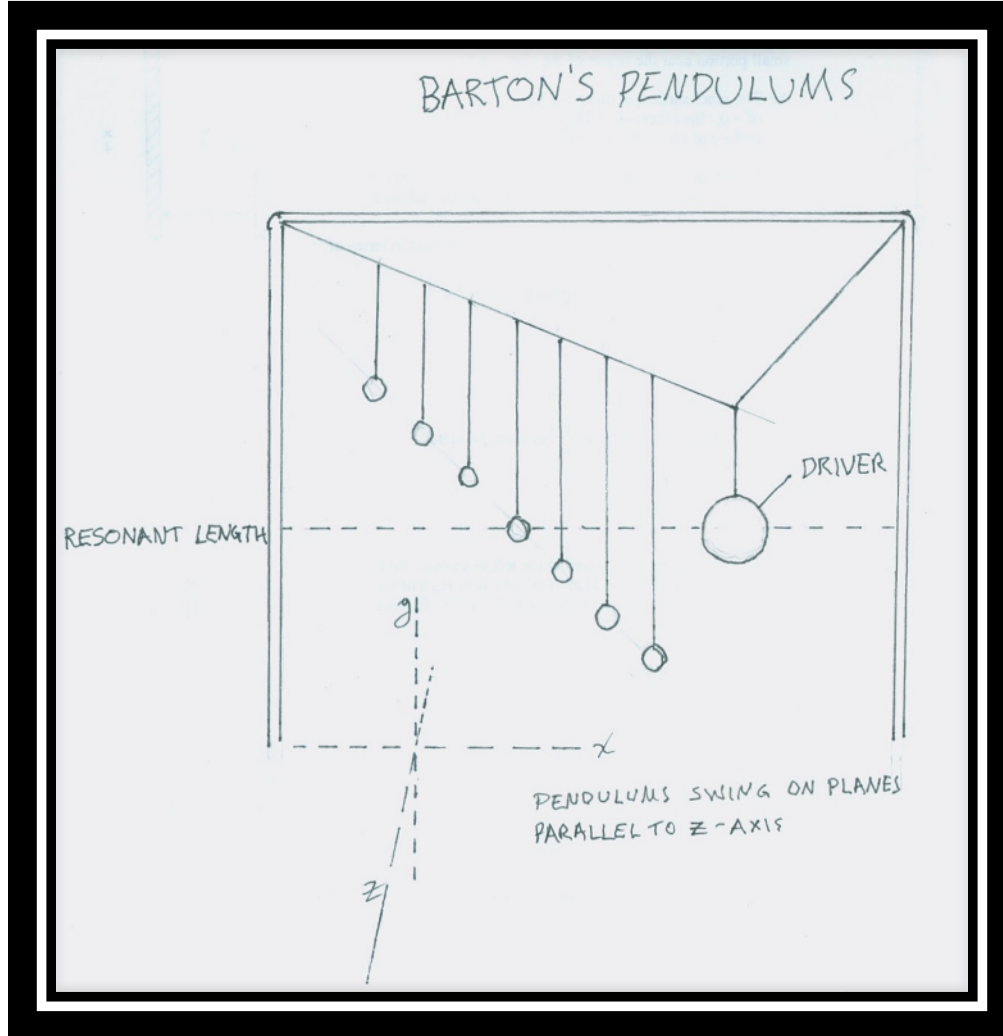 BARTON'S PENDULUMS
DRIVER
RESONANT LENGTH
y
x
PENDULUMS SWING ON PLANES
PARALLEL TO Z-AXIS
Z